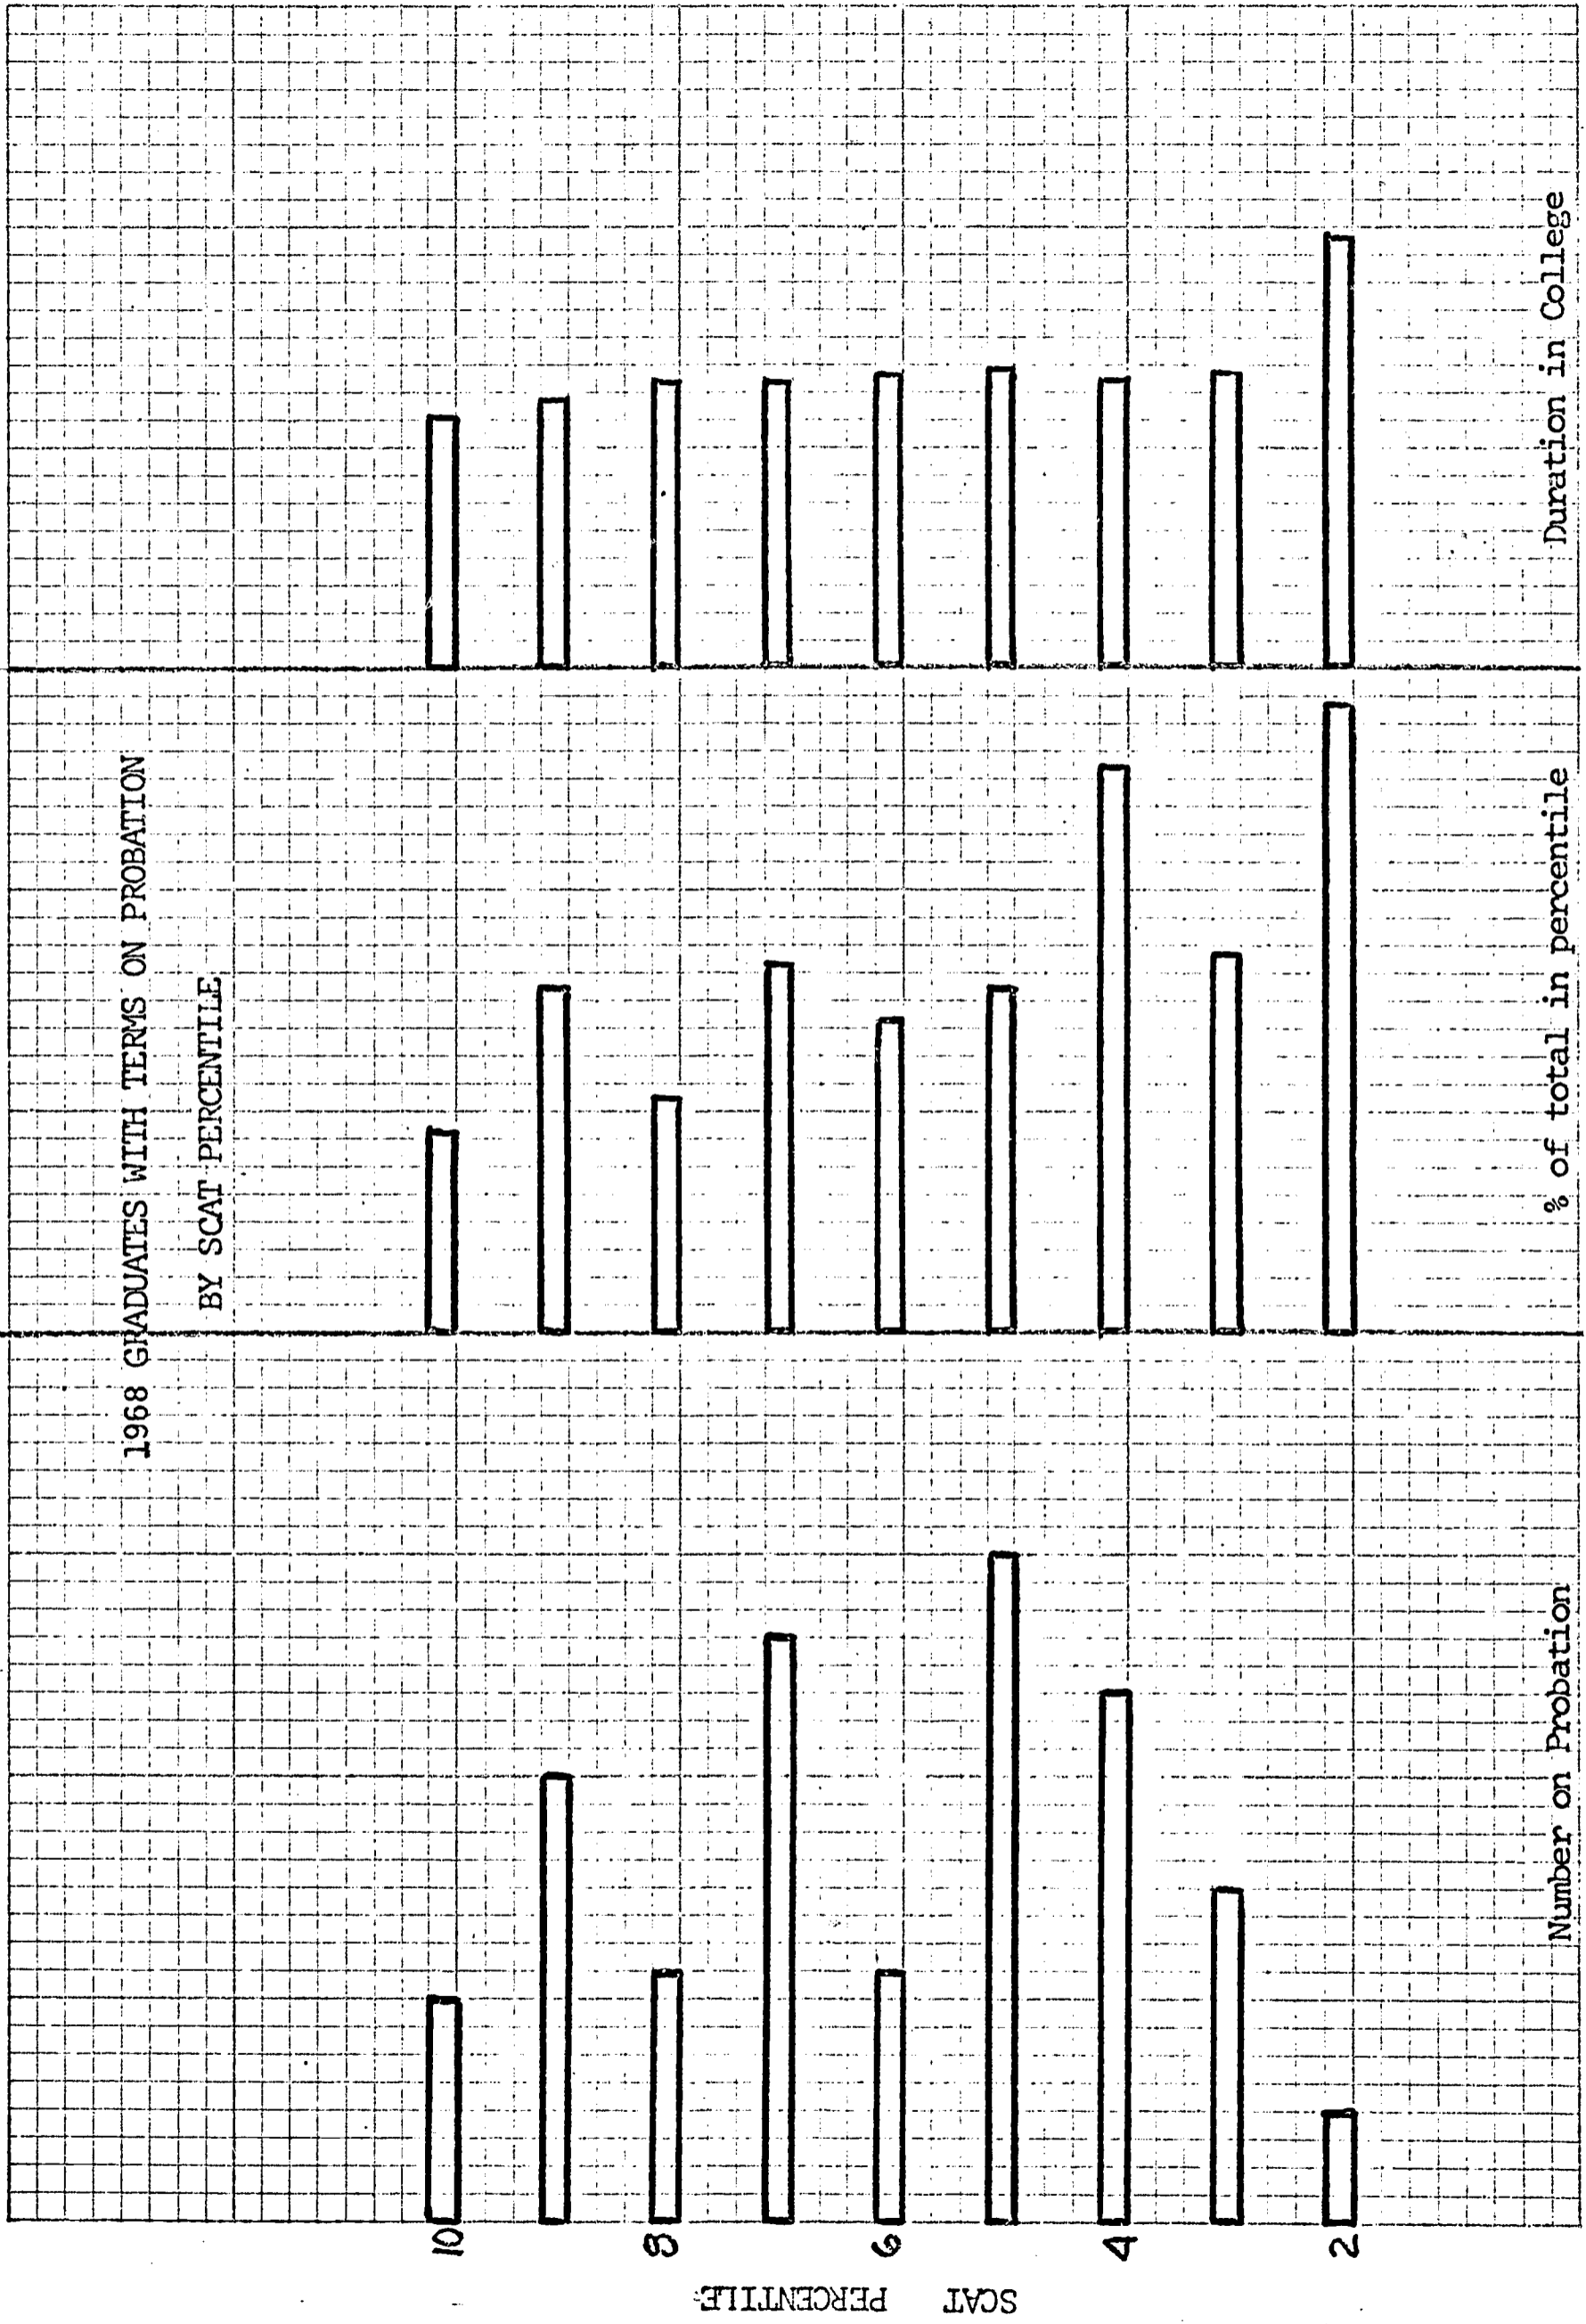 1968 GRADUATES WITH TERMS ON PROBATION
BY SCAT PERCENTILE
SCAT PERCENTILE
10
8
6
4
2
Number on Probation
% of total in percentile
Duration in College